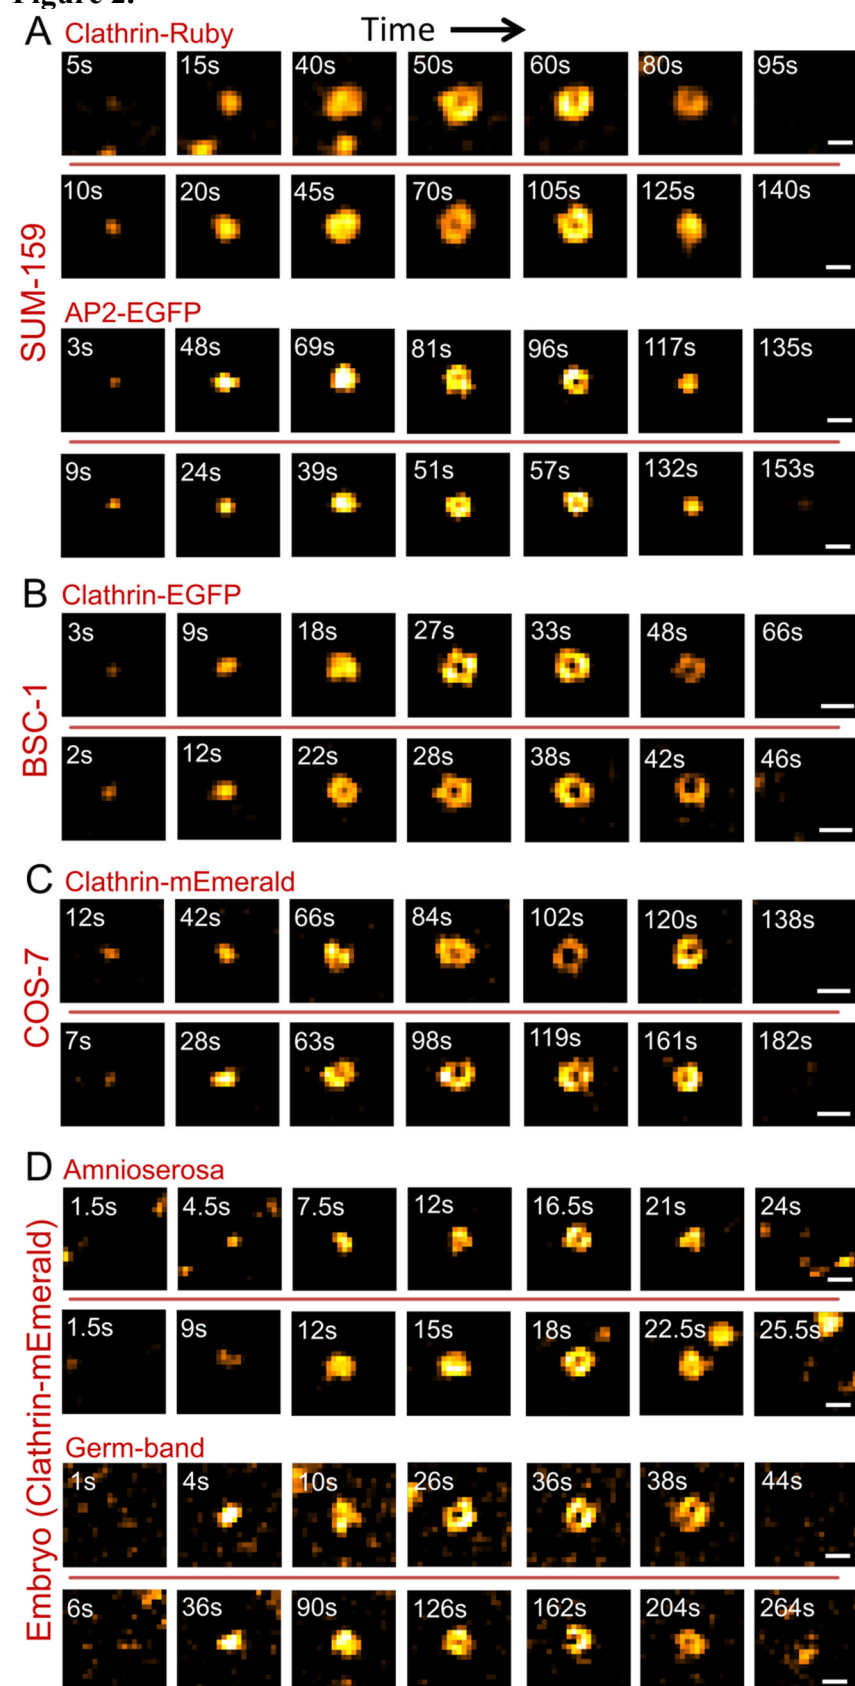 Figure 2.
A Clathrin-Ruby Time
5s 15s 40s 50s 60s 80s 95s
10s 20s 45s 70s 105s 125s 140s
SUM-159
AP2-EGFP
3s 48s 69s 81s 96s 117s 135s
9s 24s 39s 51s 57s 132s 153s
B Clathrin-EGFP
3s 9s 18s 27s 33s 48s 66s
BSC-1
2s 12s 22s 28s 38s 42s 46s
C Clathrin-mEmerald
12s 42s 66s 84s 102s 120s 138s
COS-7
7s 28s 63s 98s 119s 161s 182s
D Amnioserosa
1.5s 4.5s 7.5s 12s 16.5s 21s 24s
1.5s 9s 12s 15s 18s 22.5s 25.5s
Embryo (Clathrin-mEmerald)
Germ-band
1s 4s 10s 26s 36s 38s 44s
6s 36s 90s 126s 162s 204s 264s